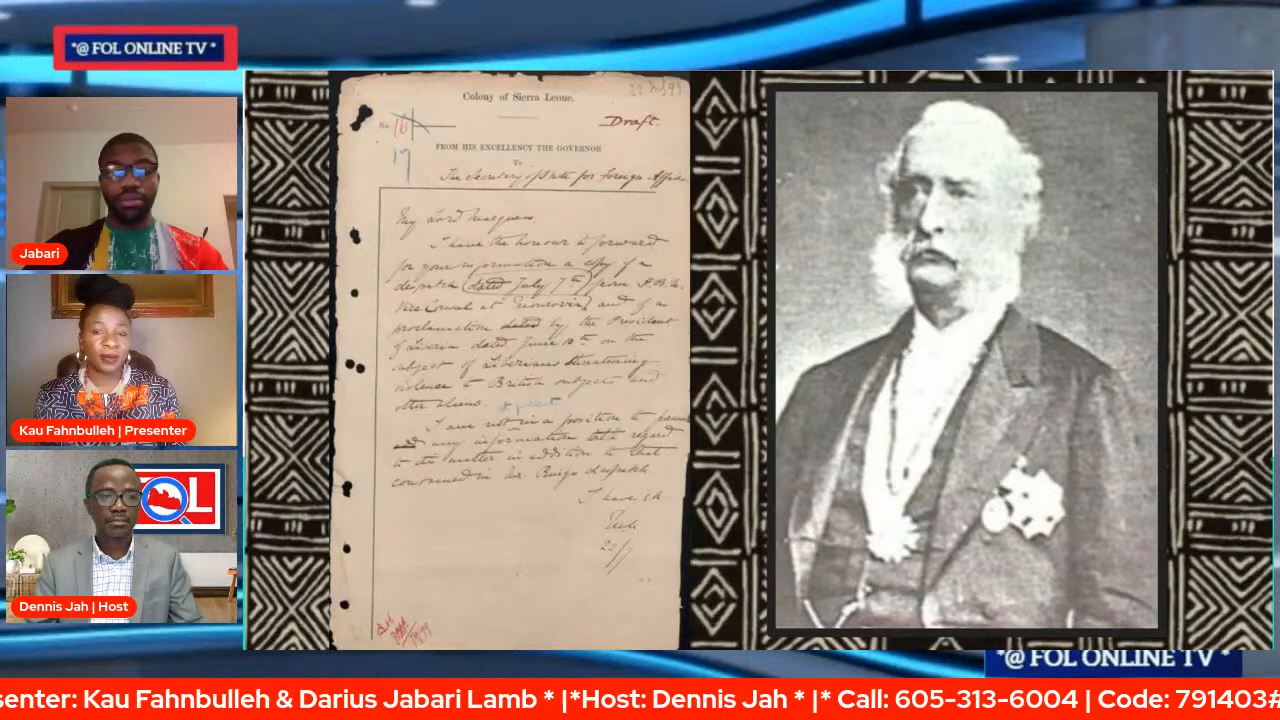 *@ FOL ONLINE TV *
Jabari
Kau Fahnbulleh | Presenter
OL
Dennis Jah | Host
Colony of Sierra Leone.
Draft.
No. 16
17
FROM HIS EXCELLENCY THE GOVERNOR
To
The Secretary of State for Foreign Affairs.
My Lord Marquess,
I have the honour to forward
for your information a copy of a
despatch (dated July 7th) from H.B.M.
Vice Consul at Monrovia, and of a
proclamation dated by the President
of Liberia dated June 10th on the
subject of Liberians threatening
violence to British subjects and
other aliens. at present
I am not in a position to
any information with regard
to the matter in addition to that
contained in Mr. despatch
I have &c
22/7
*@ FOL ONLINE TV *
senter: Kau Fahnbulleh & Darius Jabari Lamb * |*Host: Dennis Jah * |* Call: 605-313-6004 | Code: 791403#